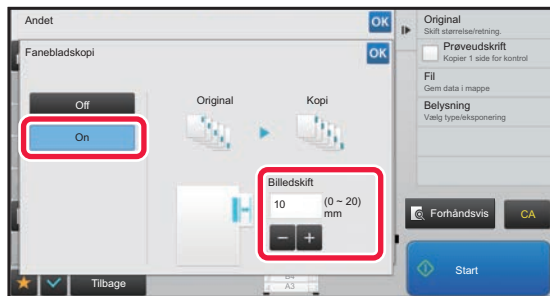 Andet
OK
Fanebladskopi
OK
Off
On
Original
Kopi
Billedskift
10
(0 ~ 20)
mm
Tilbage
B4
A3
Original
Skift størrelse/retning.
Prøveudskrift
Kopier 1 side for kontrol
Fil
Gem data i mappe
Belysning
Vælg type/eksponering
Forhåndsvis
CA
Start